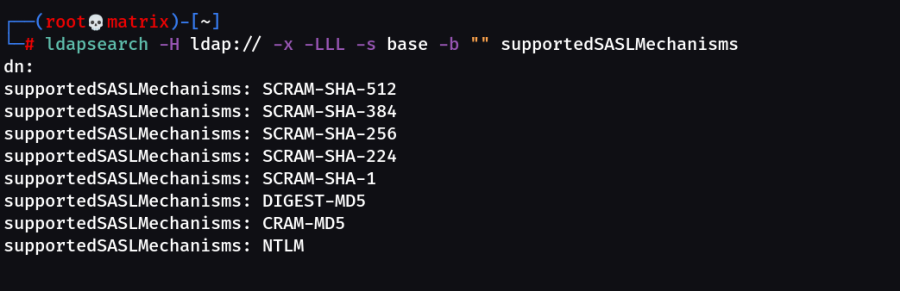 ┌──(root💀matrix)-[~]
└─# ldapsearch -H ldap:// -x -LLL -s base -b "" supportedSASLMechanisms
dn:
supportedSASLMechanisms: SCRAM-SHA-512
supportedSASLMechanisms: SCRAM-SHA-384
supportedSASLMechanisms: SCRAM-SHA-256
supportedSASLMechanisms: SCRAM-SHA-224
supportedSASLMechanisms: SCRAM-SHA-1
supportedSASLMechanisms: DIGEST-MD5
supportedSASLMechanisms: CRAM-MD5
supportedSASLMechanisms: NTLM